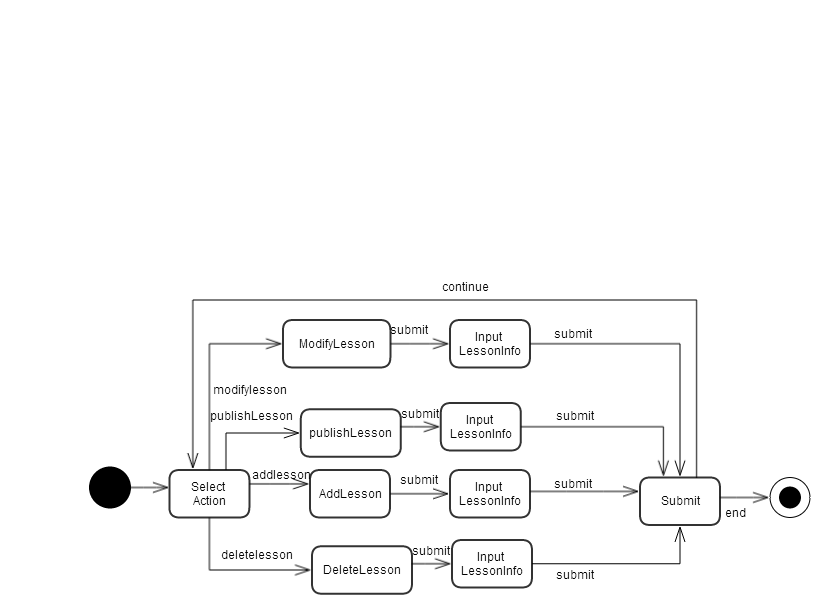 continue
submit
submit
ModifyLesson
Input
LessonInfo
modifylesson
publishLesson
submit
submit
publishLesson
Input
LessonInfo
addlesson
submit
submit
Select
Action
AddLesson
Input
LessonInfo
Submit
end
deletelesson
submit
DeleteLesson
Input
LessonInfo
submit